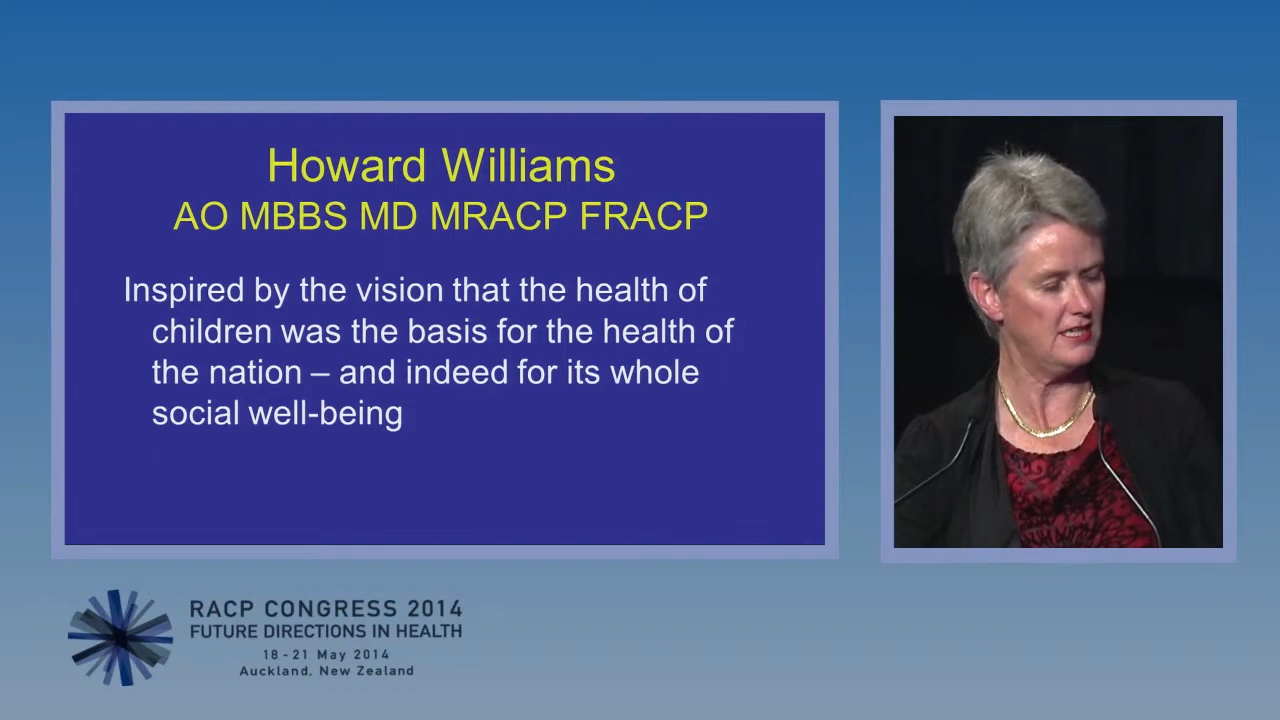 Howard Williams
AO MBBS MD MRACP FRACP
Inspired by the vision that the health of
children was the basis for the health of
the nation – and indeed for its whole
social well-being
RACP CONGRESS 2014
FUTURE DIRECTIONS IN HEALTH
18 - 21 May 2014
Auckland. New Zealand